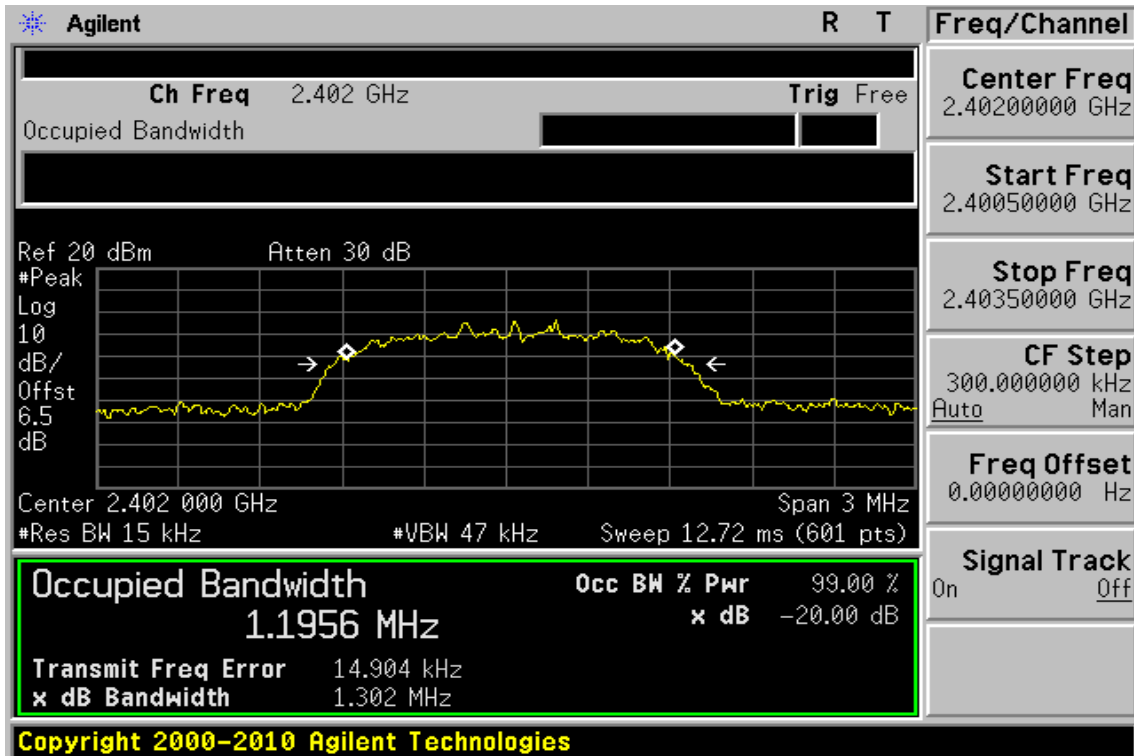 Agilent R T Freq/Channel
Ch Freq 2.402 GHz Trig Free
Occupied Bandwidth
Center Freq
2.40200000 GHz
Start Freq
2.40050000 GHz
Stop Freq
2.40350000 GHz
CF Step
300.000000 kHz
Auto Man
Freq Offset
0.00000000 Hz
Signal Track
On Off
Ref 20 dBm Atten 30 dB
#Peak
Log
10
dB/
Offst
6.5
dB
Center 2.402 000 GHz Span 3 MHz
#Res BW 15 kHz #VBW 47 kHz Sweep 12.72 ms (601 pts)
Occupied Bandwidth Occ BW % Pwr 99.00 %
1.1956 MHz x dB -20.00 dB
Transmit Freq Error 14.904 kHz
x dB Bandwidth 1.302 MHz
Copyright 2000-2010 Agilent Technologies